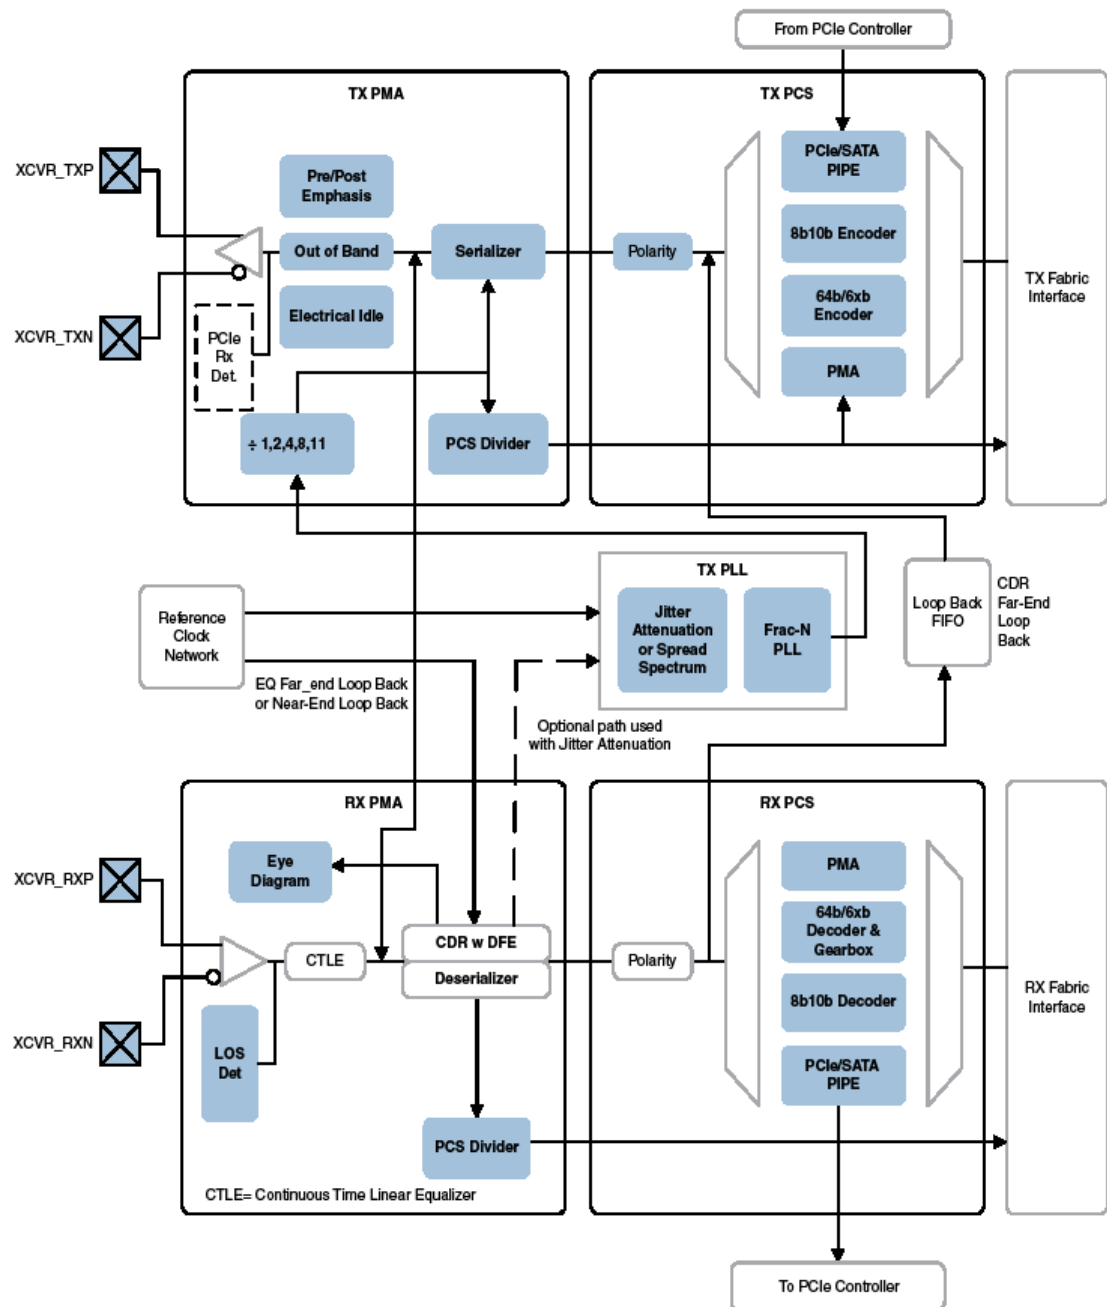 From PCIe Controller
TX PMA
TX PCS
XCVR_TXP
XCVR_TXN
Pre/Post
Emphasis
Out of Band
Electrical Idle
Serializer
PCIe
Rx
Det.
÷ 1,2,4,8,11
PCS Divider
Polarity
PCIe/SATA
PIPE
8b10b Encoder
64b/6xb
Encoder
PMA
TX Fabric
Interface
Reference
Clock
Network
TX PLL
Jitter
Attenuation
or Spread
Spectrum
Frac-N
PLL
Loop Back
FIFO
CDR
Far-End
Loop
Back
EQ Far_end Loop Back
or Near-End Loop Back
Optional path used
with Jitter Attenuation
RX PMA
RX PCS
XCVR_RXP
XCVR_RXN
Eye
Diagram
CTLE
CDR w DFE
Deserializer
LOS
Det
PCS Divider
CTLE= Continuous Time Linear Equalizer
Polarity
PMA
64b/6xb
Decoder &
Gearbox
8b10b Decoder
PCIe/SATA
PIPE
RX Fabric
Interface
To PCIe Controller